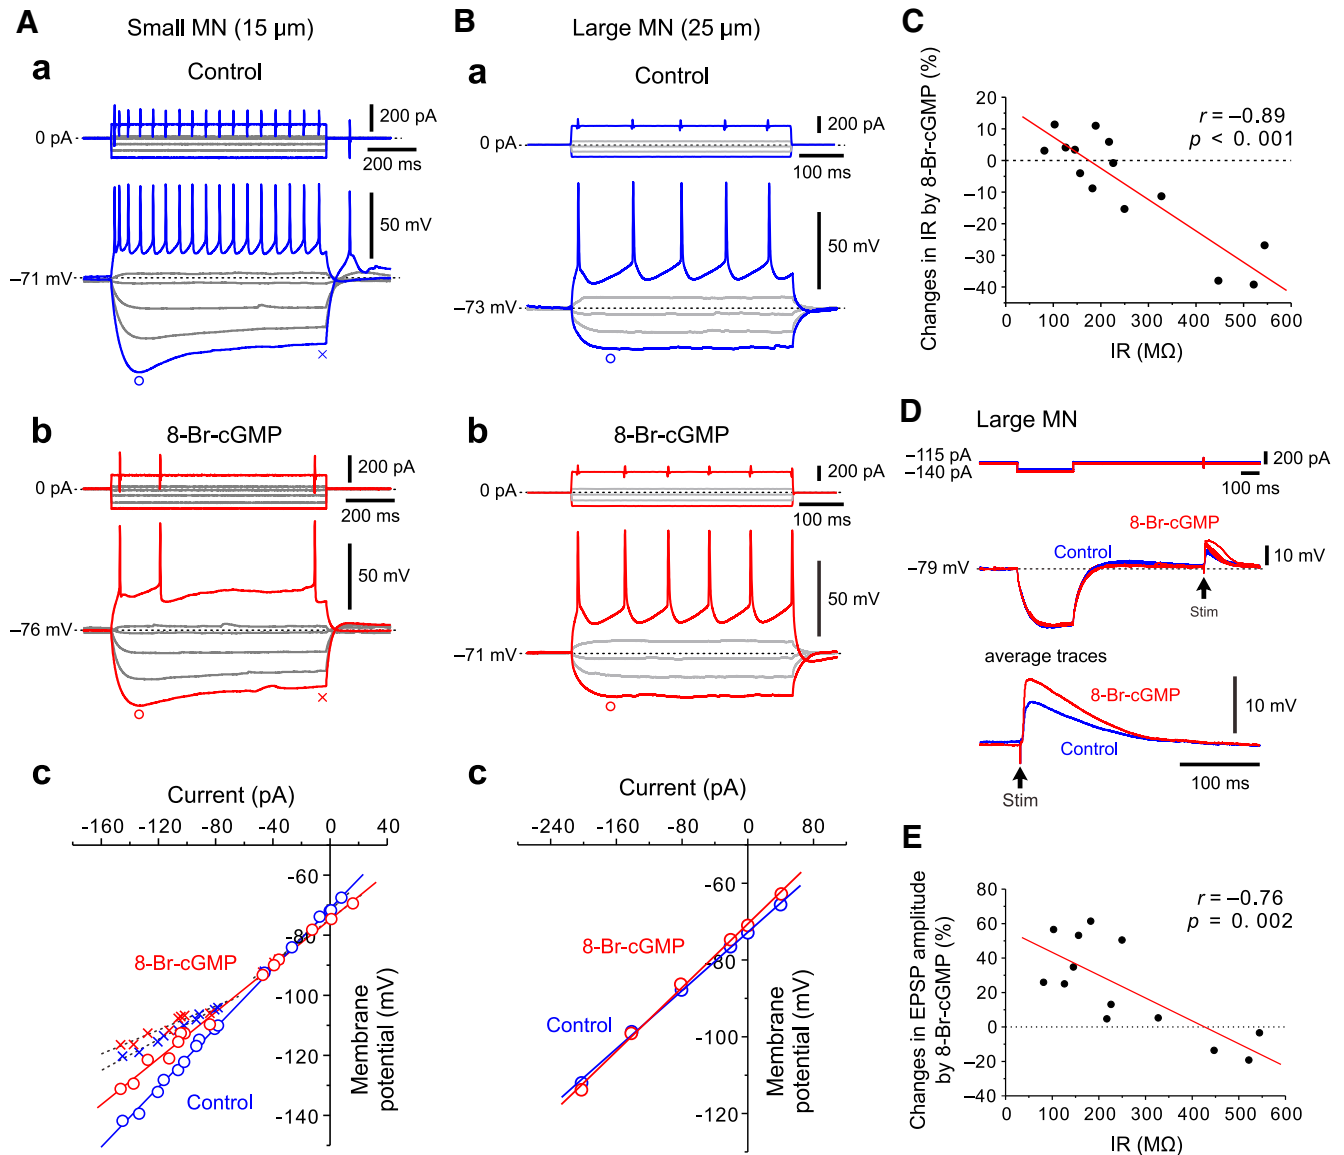 A
Small MN (15 µm)
a
Control
0 pA
200 pA
200 ms
50 mV
–71 mV
b
8-Br-cGMP
0 pA
200 pA
200 ms
50 mV
–76 mV
c
Current (pA)
-160 -120 -80 -40 0 40
-60
-80
-100
-120
-140
8-Br-cGMP
Control
Membrane
potential (mV)
B
Large MN (25 µm)
a
Control
0 pA
200 pA
100 ms
50 mV
–73 mV
b
8-Br-cGMP
0 pA
200 pA
100 ms
50 mV
–71 mV
c
Current (pA)
-240 -160 -80 0 80
-60
-80
-100
-120
8-Br-cGMP
Control
Membrane
potential (mV)
C
Changes in IR by 8-Br-cGMP (%)
20
10
0
–10
–20
–30
–40
r = –0.89
p < 0.001
0 100 200 300 400 500 600
IR (MΩ)
D
Large MN
–115 pA
–140 pA
200 pA
100 ms
8-Br-cGMP
Control
10 mV
–79 mV
Stim
average traces
8-Br-cGMP
10 mV
Control
100 ms
Stim
E
Changes in EPSP amplitude
by 8-Br-cGMP (%)
80
60
40
20
0
–20
–40
r = –0.76
p = 0.002
0 100 200 300 400 500 600
IR (MΩ)